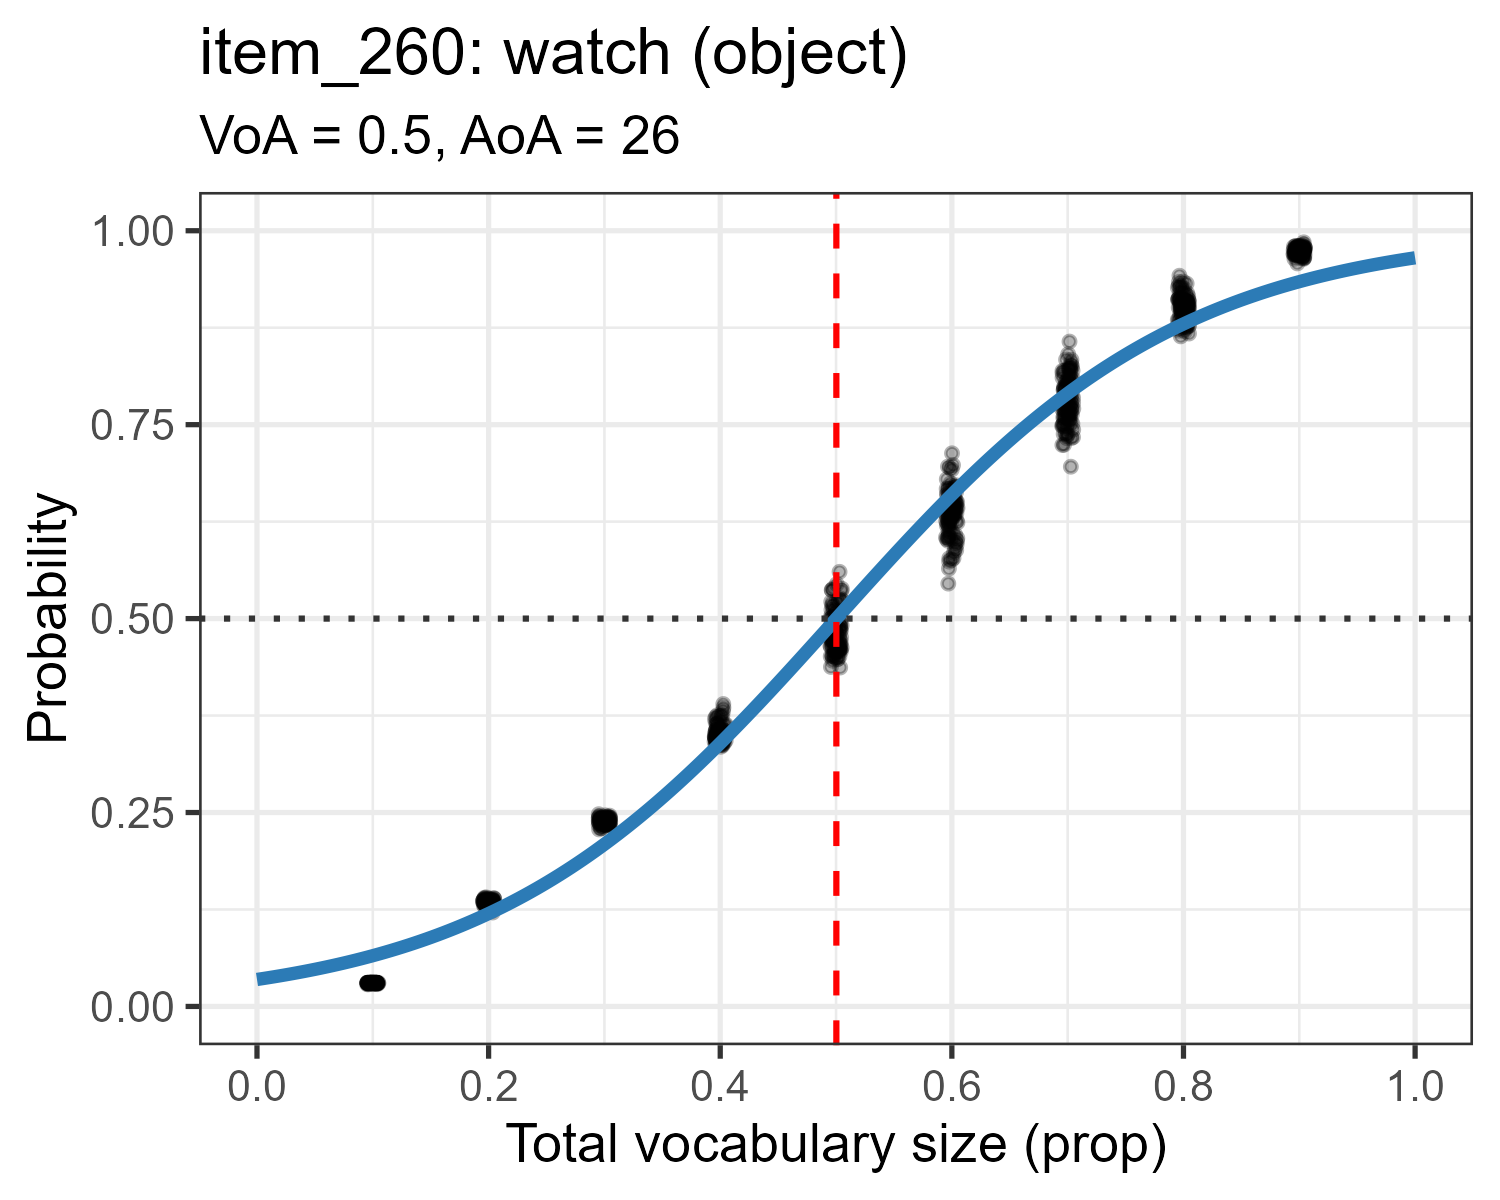 item_260: watch (object)
VoA = 0.5, AoA = 26
1.00
0.75
0.50
0.25
0.00
Probability
0.0 0.2 0.4 0.6 0.8 1.0
Total vocabulary size (prop)